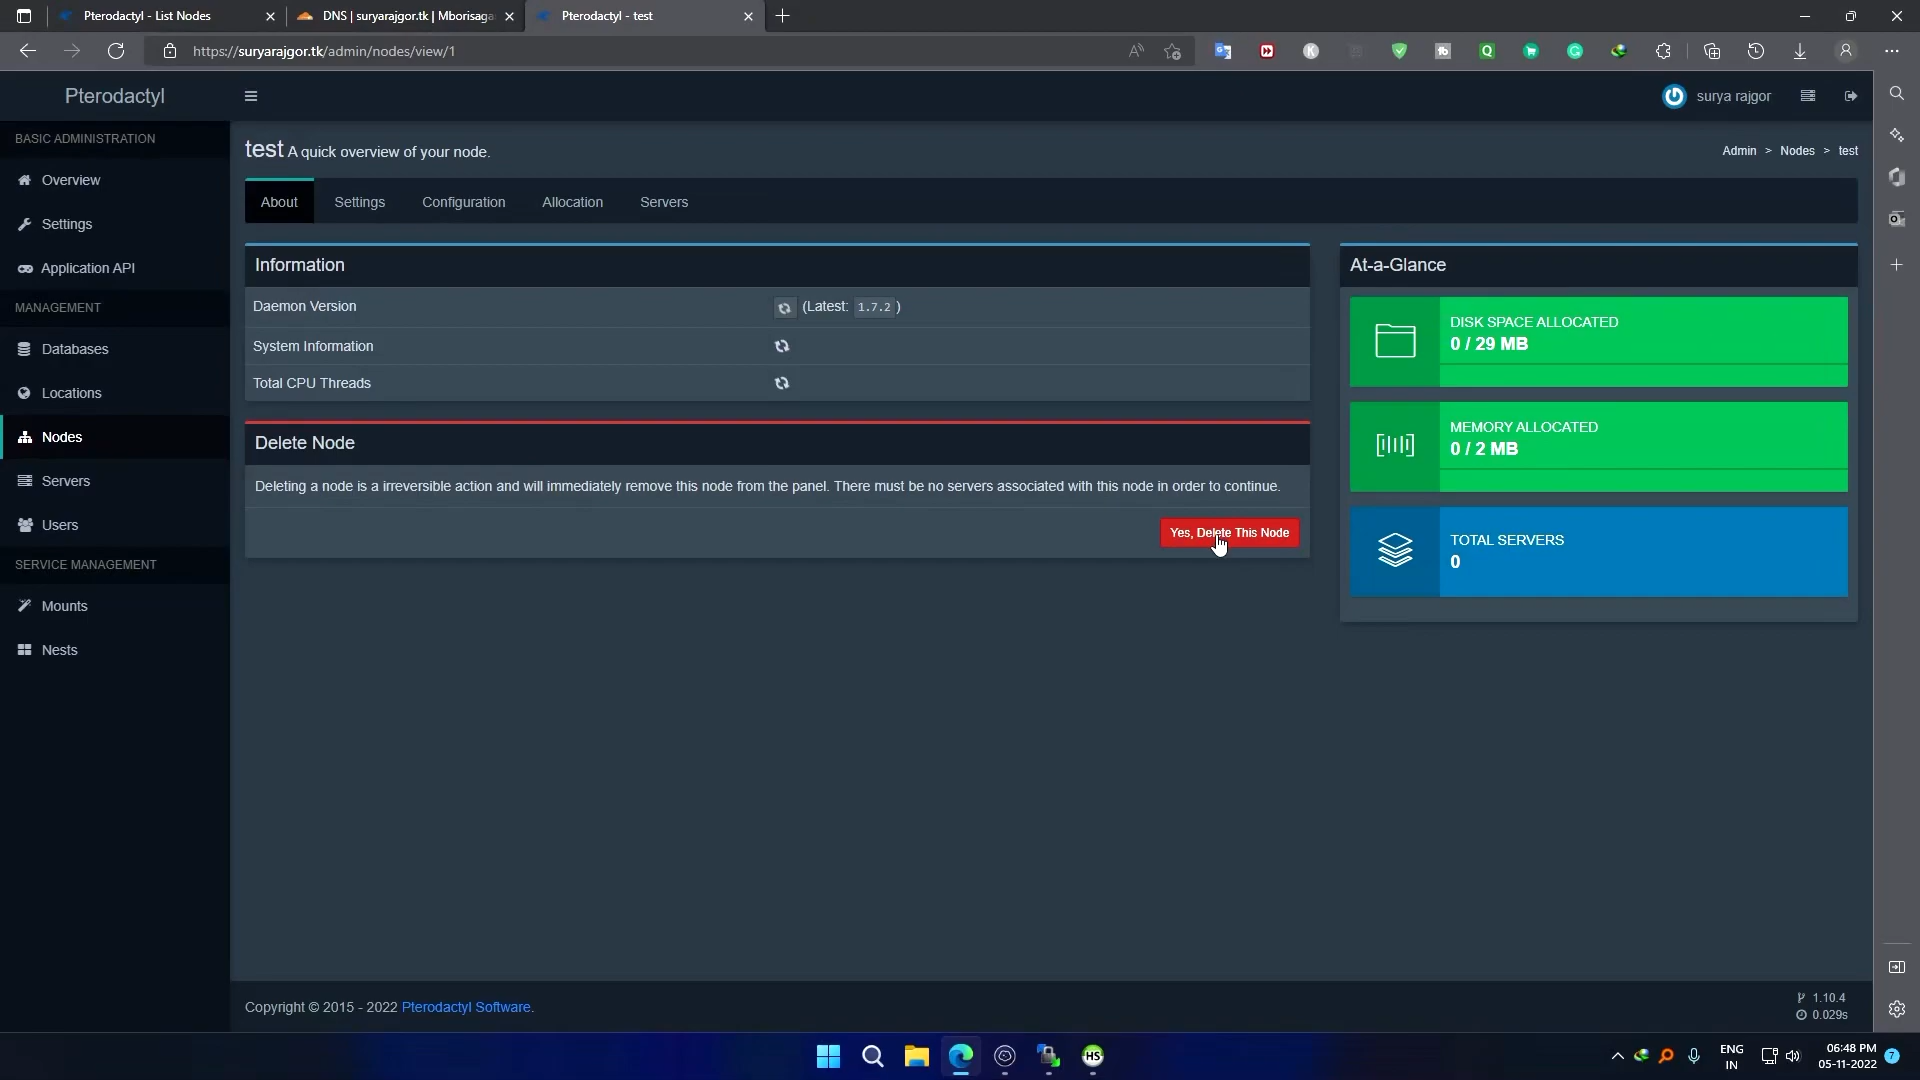 Pterodactyl - List Nodes
DNS | suryarajgor.tk | Mborisaga
Pterodactyl - test
https://suryarajgor.tk/admin/nodes/view/1
Pterodactyl
surya rajgor
BASIC ADMINISTRATION
Overview
Settings
Application API
MANAGEMENT
Databases
Locations
Nodes
Servers
Users
SERVICE MANAGEMENT
Mounts
Nests
test A quick overview of your node.
Admin > Nodes > test
About Settings Configuration Allocation Servers
Information
Daemon Version (Latest: 1.7.2)
System Information
Total CPU Threads
Delete Node
Deleting a node is a irreversible action and will immediately remove this node from the panel. There must be no servers associated with this node in order to continue.
Yes, Delete This Node
At-a-Glance
DISK SPACE ALLOCATED
0 / 29 MB
MEMORY ALLOCATED
0 / 2 MB
TOTAL SERVERS
0
Copyright © 2015 - 2022 Pterodactyl Software.
1.10.4
0.029s
HS
ENG
IN
06:48 PM
05-11-2022
7